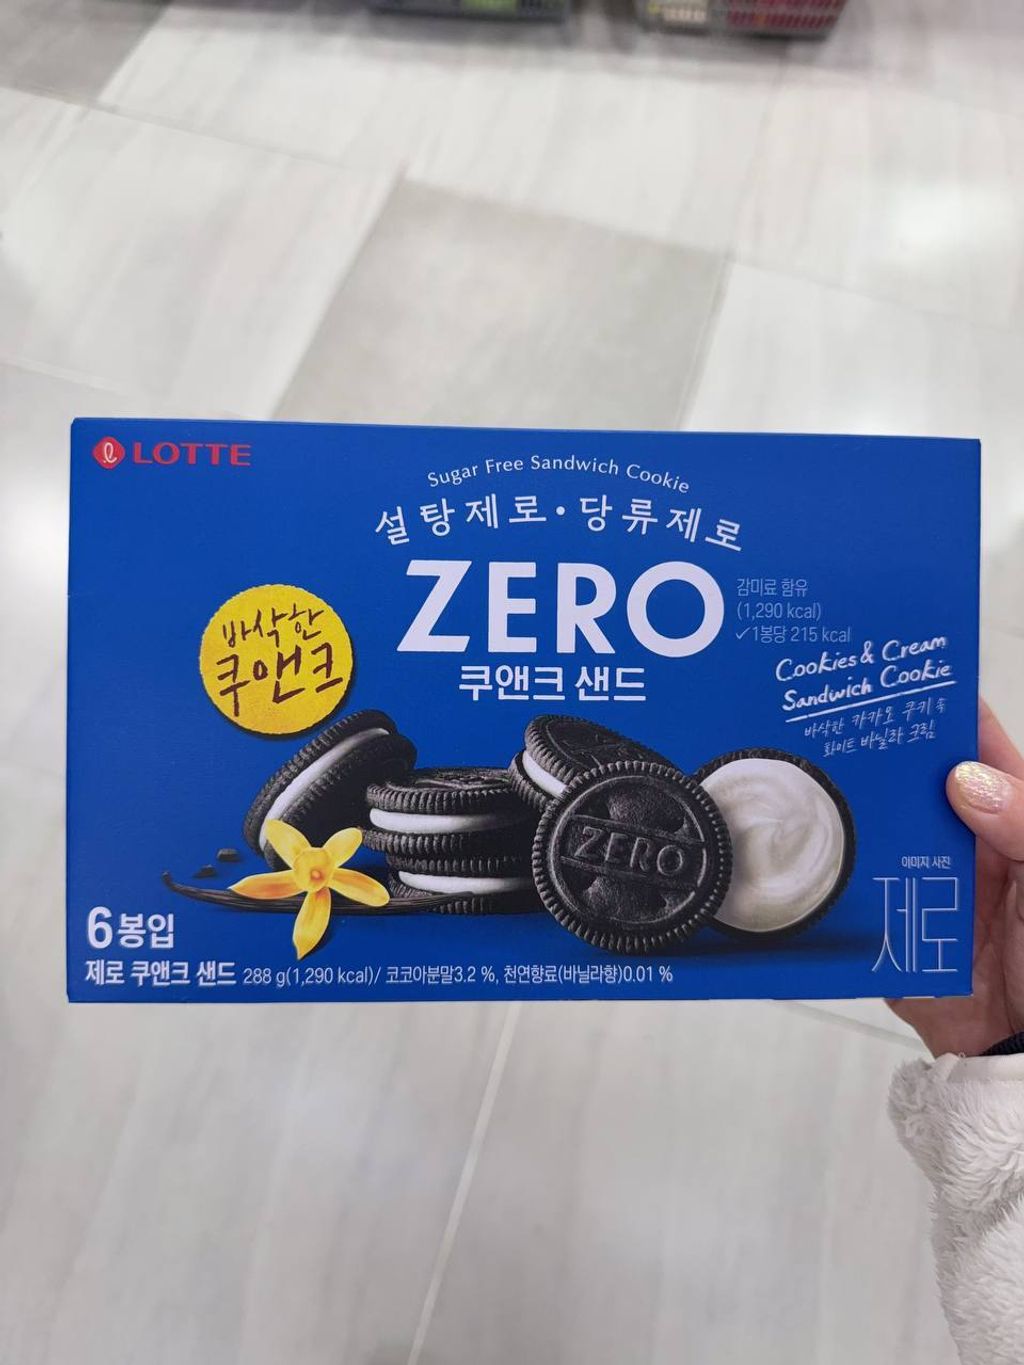 LOTTE
Sugar Free Sandwich Cookie
설탕제로·당류제로
ZERO
감미료 함유
(1,290 kcal)
✓1봉당 215 kcal
쿠앤크 샌드
바삭한
쿠앤크
Cookies & Cream
Sandwich Cookie
바삭한 카카오 쿠키 속
화이트 바닐라 크림
ZERO
이미지 사진
제로
6봉입
제로 쿠앤크 샌드 288 g(1,290 kcal)/ 코코아분말3.2 %, 천연향료(바닐라향)0.01 %